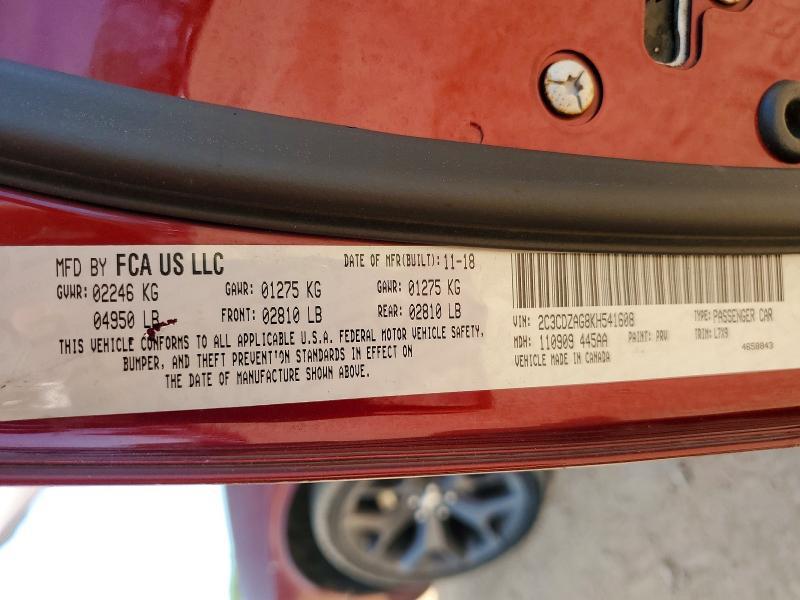 MFD BY FCA US LLC
DATE OF MFR(BUILT): 11-18
GVWR: 02246 KG
GAWR: 01275 KG
GAWR: 01275 KG
04950 LB
FRONT: 02810 LB
REAR: 02810 LB
THIS VEHICLE CONFORMS TO ALL APPLICABLE U.S.A. FEDERAL MOTOR VEHICLE SAFETY,
BUMPER, AND THEFT PREVENTION STANDARDS IN EFFECT ON
THE DATE OF MANUFACTURE SHOWN ABOVE.
VIN: 2C3CDZAG8KH541608
TYPE: PASSENGER CAR
MDH: 110909 445AA
PAINT: PRV
TRIM: L7X9
VEHICLE MADE IN CANADA
4658843